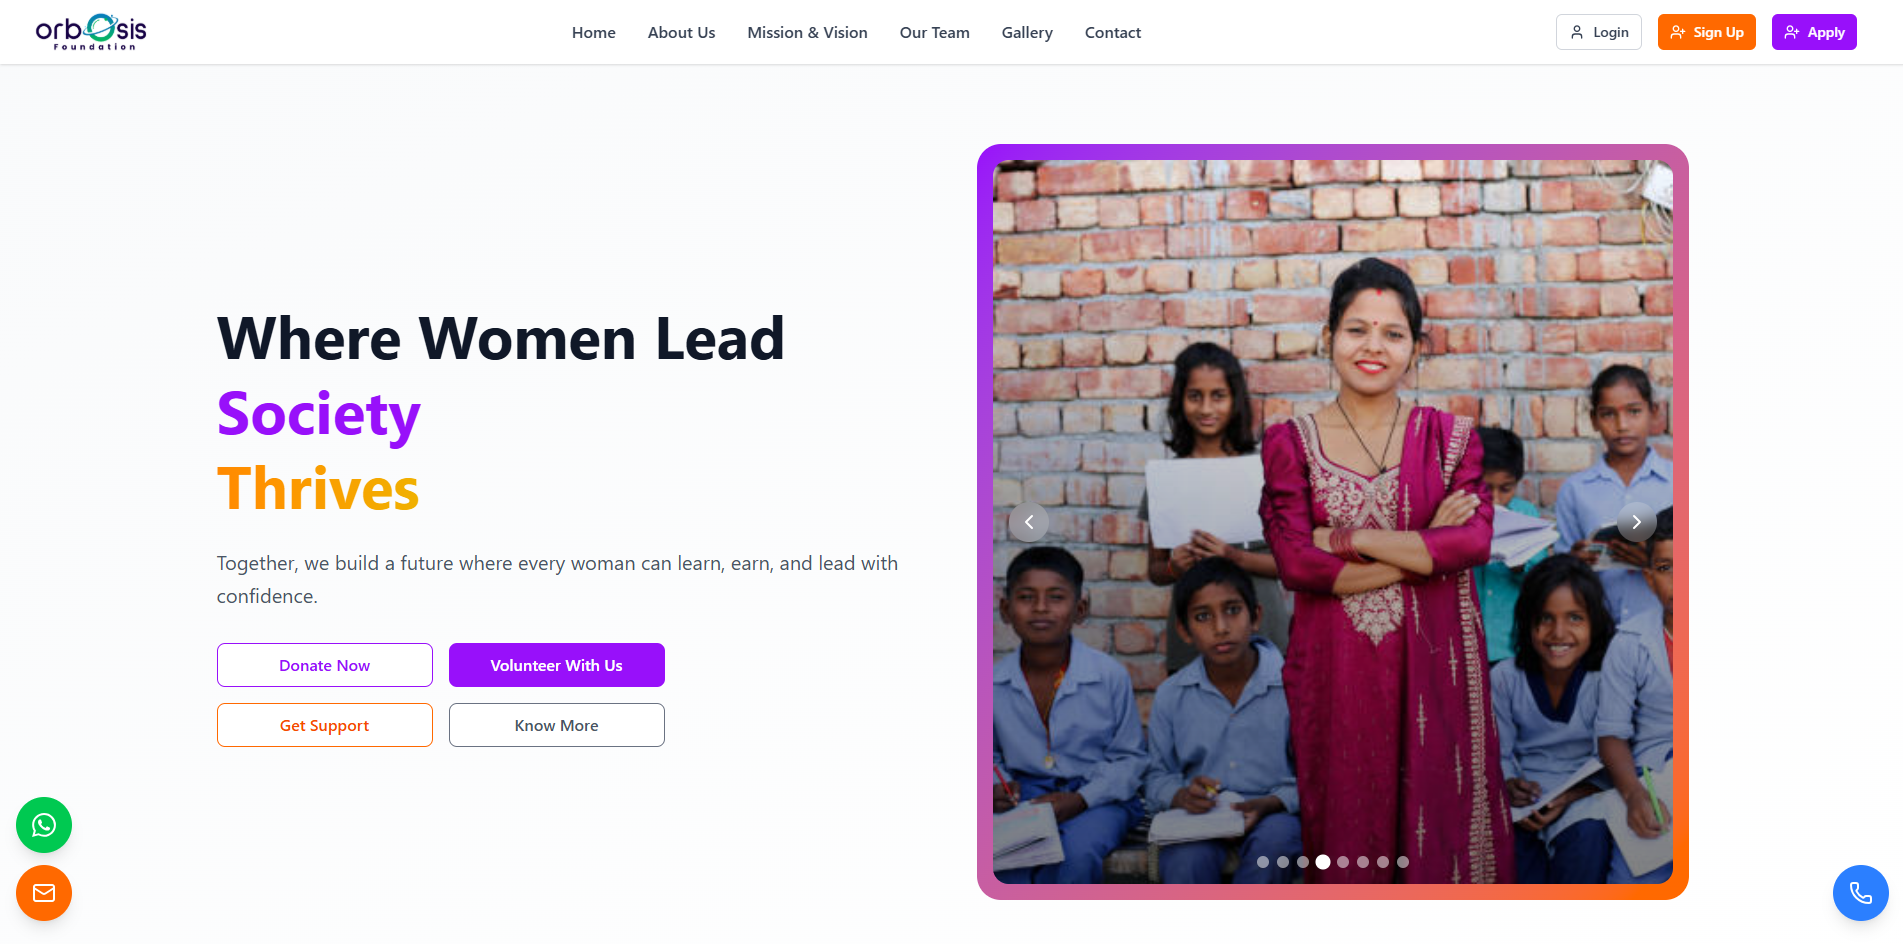 orbosis
Foundation
Home
About Us
Mission & Vision
Our Team
Gallery
Contact
Login
Sign Up
Apply
Where Women Lead
Society
Thrives
Together, we build a future where every woman can learn, earn, and lead with
confidence.
Donate Now
Volunteer With Us
Get Support
Know More